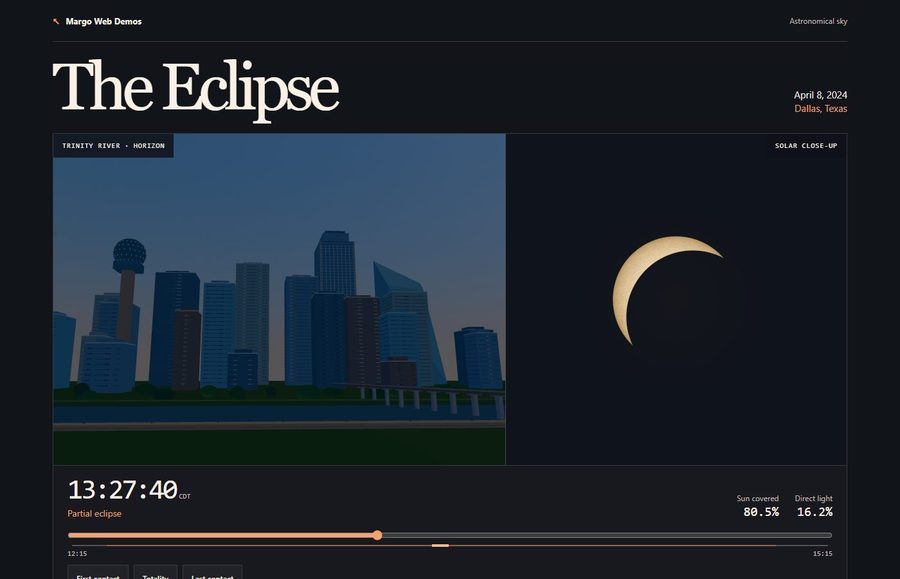 Margo Web Demos
Astronomical sky
The Eclipse
April 8, 2024
Dallas, Texas
TRINITY RIVER · HORIZON
SOLAR CLOSE-UP
13:27:40 CDT
Partial eclipse
Sun covered
80.5%
Direct light
16.2%
12:15
15:15
First contact
Totality
Last contact